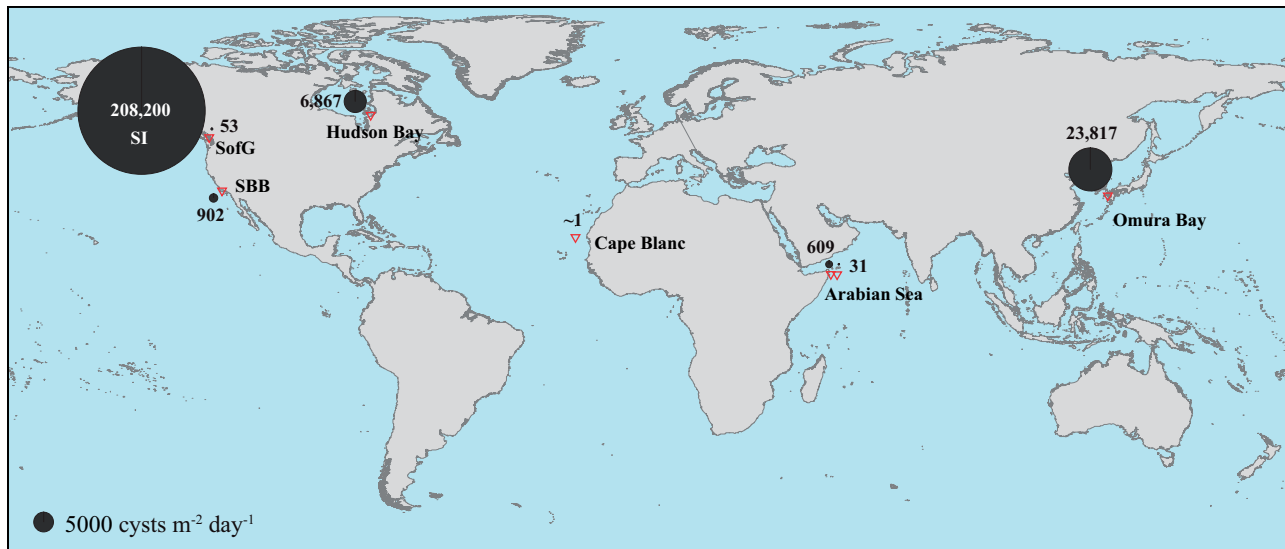 208,200
SI
53
SofG
SBB
902
6,867
Hudson Bay
~1
Cape Blanc
609
31
Arabian Sea
23,817
Omura Bay
5000 cysts m⁻² day⁻¹